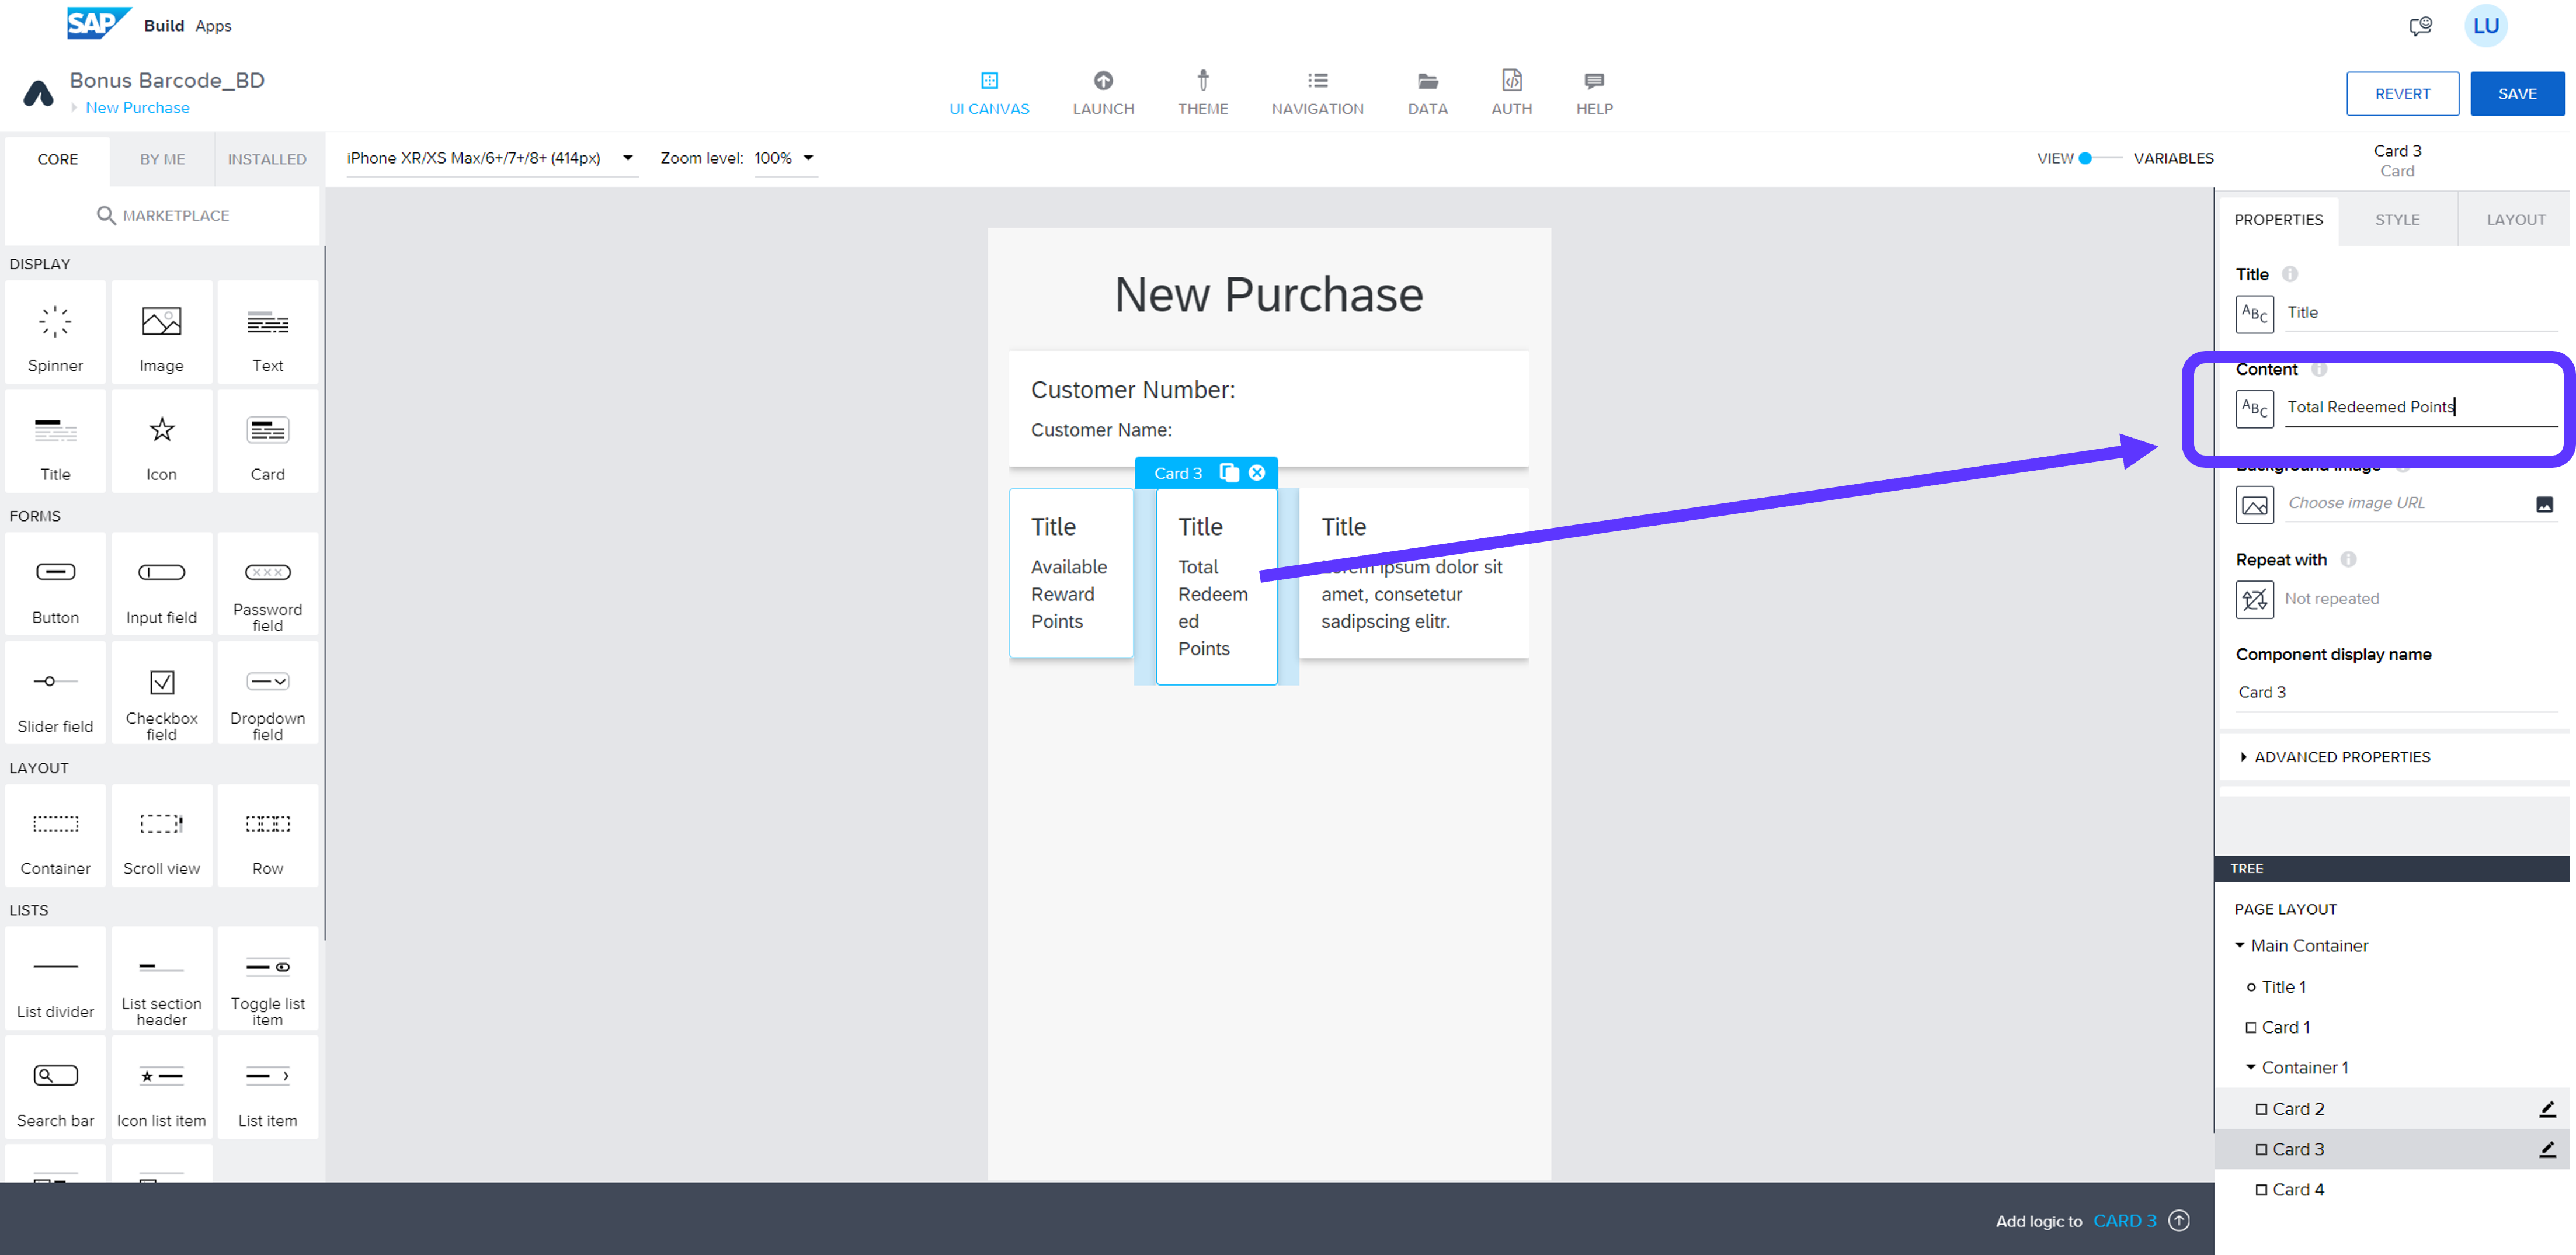 SAP Build Apps
LU
Bonus Barcode_BD
New Purchase
UI CANVAS
LAUNCH
THEME
NAVIGATION
DATA
AUTH
HELP
REVERT
SAVE
CORE
BY ME
INSTALLED
iPhone XR/XS Max/6+/7+/8+ (414px)
Zoom level: 100%
VIEW
VARIABLES
Card 3
Card
MARKETPLACE
DISPLAY
Spinner
Image
Text
Title
Icon
Card
FORMS
Button
Input field
Password
field
Slider field
Checkbox
field
Dropdown
field
LAYOUT
Container
Scroll view
Row
LISTS
List divider
List section
header
Toggle list
item
Search bar
Icon list item
List item
New Purchase
Customer Number:
Customer Name:
Card 3
Title
Available
Reward
Points
Title
Total
Redeem
ed
Points
Title
Lorem ipsum dolor sit
amet, consetetur
sadipscing elitr.
Add logic to CARD 3
PROPERTIES
STYLE
LAYOUT
Title
ABC
Title
Content
ABC
Total Redeemed Points
Background image
Choose image URL
Repeat with
Not repeated
Component display name
Card 3
ADVANCED PROPERTIES
TREE
PAGE LAYOUT
Main Container
Title 1
Card 1
Container 1
Card 2
Card 3
Card 4